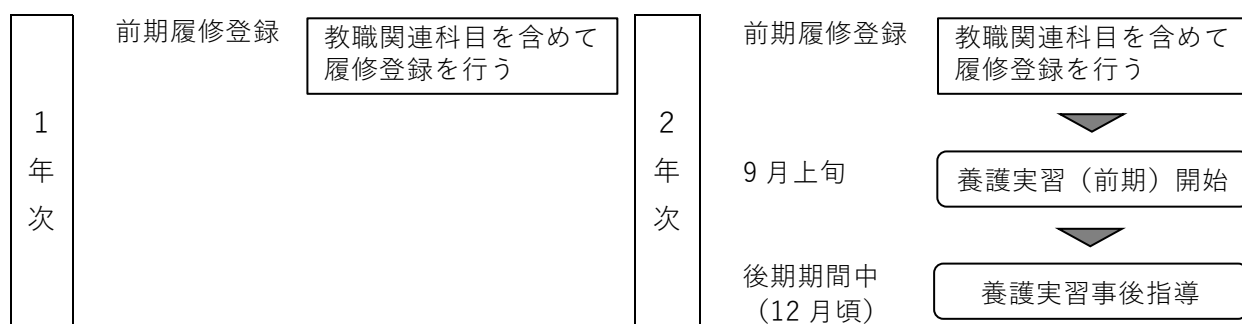 1
年
次
前期履修登録
教職関連科目を含めて
履修登録を行う
2
年
次
前期履修登録
教職関連科目を含めて
履修登録を行う
9 月上旬
養護実習（前期）開始
後期期間中
（12 月頃）
養護実習事後指導